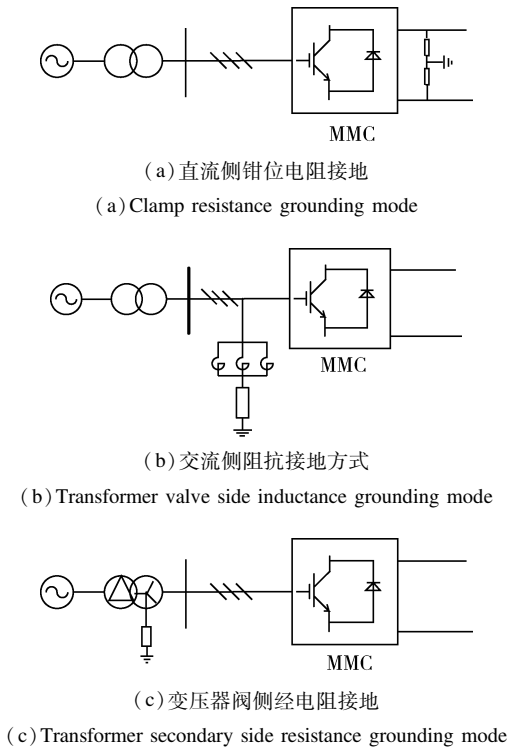 MMC
(a)直流侧钳位电阻接地
(a)Clamp resistance grounding mode
MMC
(b)交流侧阻抗接地方式
(b)Transformer valve side inductance grounding mode
MMC
(c)变压器阀侧经电阻接地
(c)Transformer secondary side resistance grounding mode